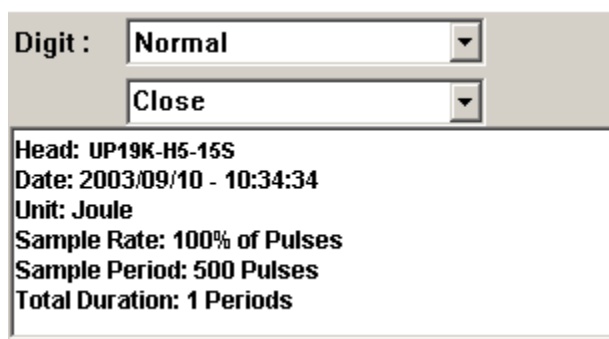 Digit : Normal
Close
Head: UP19K-H5-15S
Date: 2003/09/10 - 10:34:34
Unit: Joule
Sample Rate: 100% of Pulses
Sample Period: 500 Pulses
Total Duration: 1 Periods